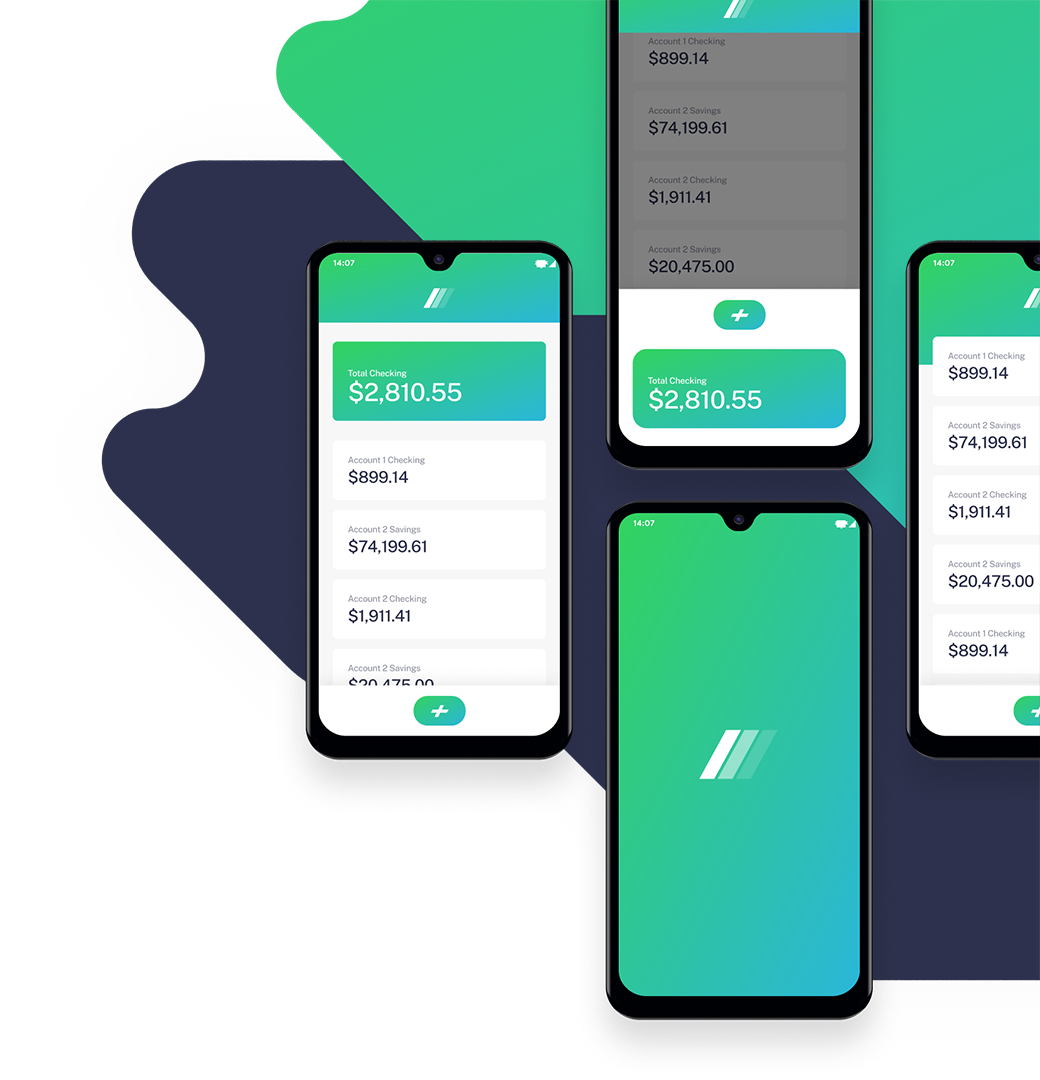 14:07
Total Checking
$2,810.55
Account 1 Checking
$899.14
Account 2 Savings
$74,199.61
Account 2 Checking
$1,911.41
Account 2 Savings
$20,475.00
Account 1 Checking
$899.14
Account 2 Savings
$74,199.61
Account 2 Checking
$1,911.41
Account 2 Savings
$20,475.00
Total Checking
$2,810.55
14:07
14:07
Account 1 Checking
$899.14
Account 2 Savings
$74,199.61
Account 2 Checking
$1,911.41
Account 2 Savings
$20,475.00
Account 1 Checking
$899.14